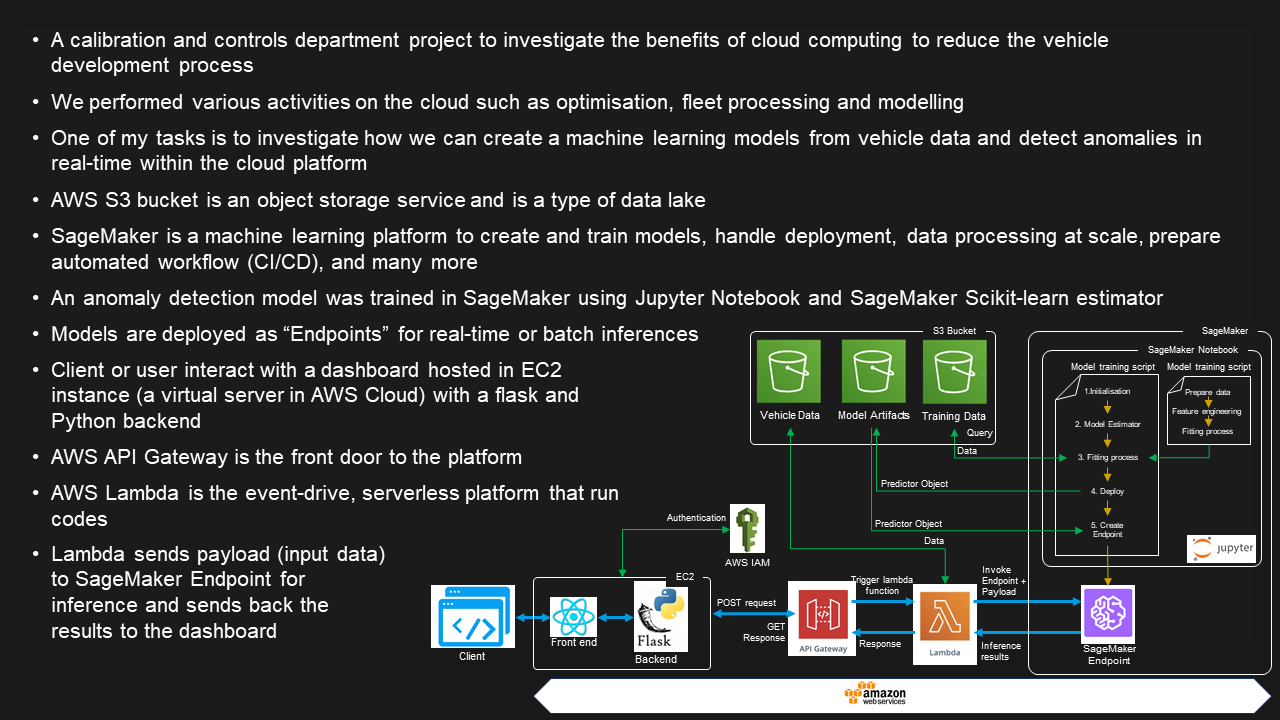 • A calibration and controls department project to investigate the benefits of cloud computing to reduce the vehicle
development process
• We performed various activities on the cloud such as optimisation, fleet processing and modelling
• One of my tasks is to investigate how we can create a machine learning models from vehicle data and detect anomalies in
real-time within the cloud platform
• AWS S3 bucket is an object storage service and is a type of data lake
• SageMaker is a machine learning platform to create and train models, handle deployment, data processing at scale, prepare
automated workflow (CI/CD), and many more
• An anomaly detection model was trained in SageMaker using Jupyter Notebook and SageMaker Scikit-learn estimator
• Models are deployed as “Endpoints” for real-time or batch inferences
• Client or user interact with a dashboard hosted in EC2
instance (a virtual server in AWS Cloud) with a flask and
Python backend
• AWS API Gateway is the front door to the platform
• AWS Lambda is the event-drive, serverless platform that run
codes
• Lambda sends payload (input data)
to SageMaker Endpoint for
inference and sends back the
results to the dashboard
S3 Bucket
Vehicle Data
Model Artifacts
Training Data
Query
Data
SageMaker
SageMaker Notebook
Model training script
1.Initialisation
2. Model Estimator
3. Fitting process
4. Deploy
5. Create
Endpoint
Model training script
Prepare data
Feature engineering
Fitting process
jupyter
Predictor Object
Predictor Object
Data
Authentication
AWS IAM
Client
EC2
Front end
Flask
Backend
POST request
GET
Response
API Gateway
Trigger lambda
function
Response
Lambda
Invoke
Endpoint +
Payload
Inference
results
SageMaker
Endpoint
amazon
webservices